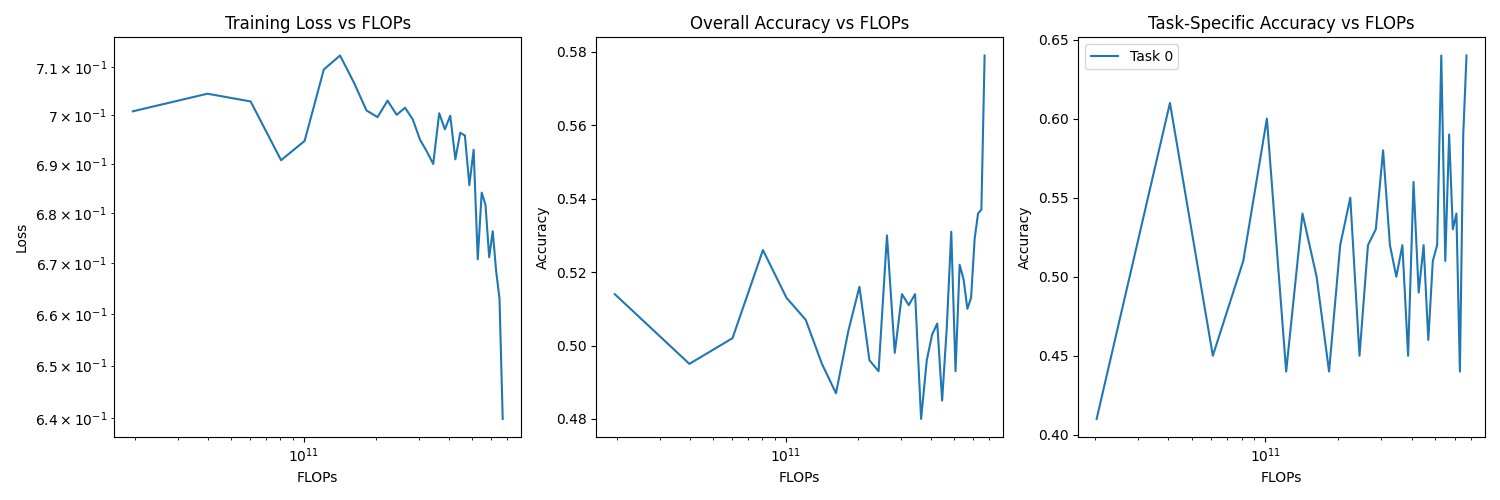 Training Loss vs FLOPs
7.1 × 10⁻¹
7 × 10⁻¹
6.9 × 10⁻¹
6.8 × 10⁻¹
6.7 × 10⁻¹
6.6 × 10⁻¹
6.5 × 10⁻¹
6.4 × 10⁻¹
Loss
10¹¹
FLOPs
Overall Accuracy vs FLOPs
0.58
0.56
0.54
0.52
0.50
0.48
Accuracy
10¹¹
FLOPs
Task-Specific Accuracy vs FLOPs
Task 0
0.65
0.60
0.55
0.50
0.45
0.40
Accuracy
10¹¹
FLOPs